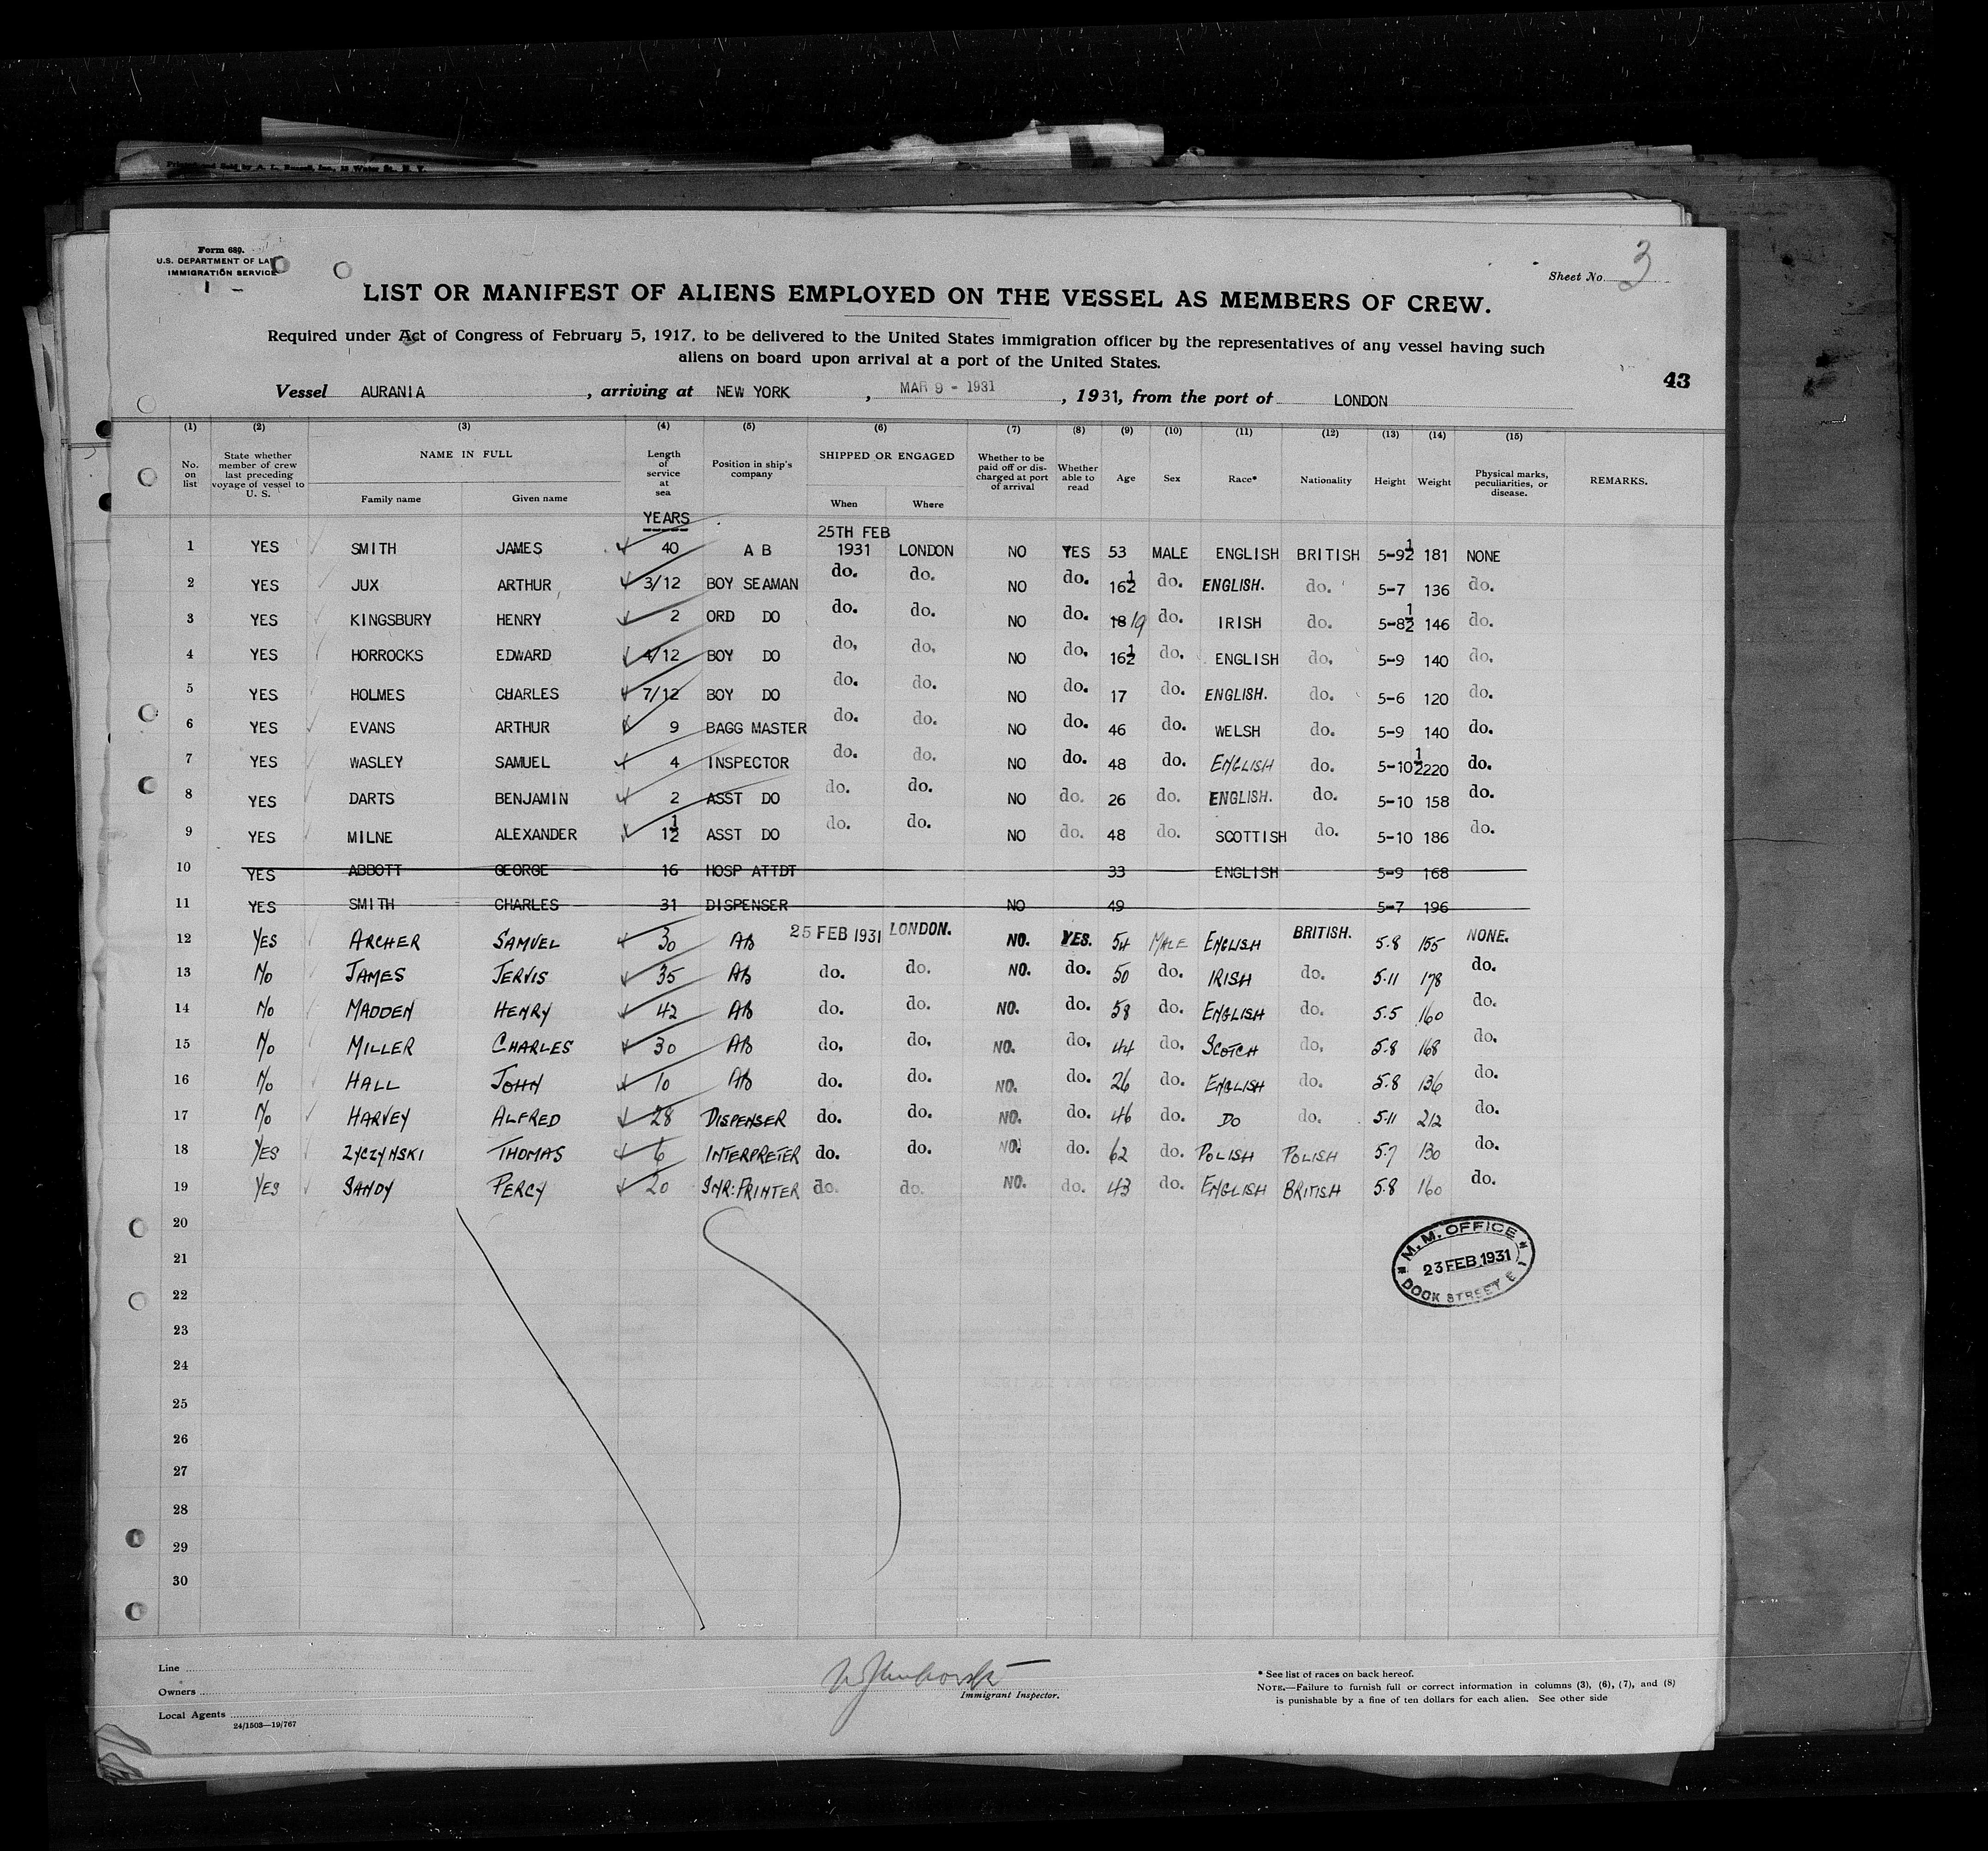 Printed and Sold by A. L. Russell, Inc., 15 Water St., N. Y.
Form 689.
U.S. DEPARTMENT OF LA
IMMIGRATION SERVICE
Sheet No. 3
LIST OR MANIFEST OF ALIENS EMPLOYED ON THE VESSEL AS MEMBERS OF CREW.
Required under Act of Congress of February 5, 1917, to be delivered to the United States immigration officer by the representatives of any vessel having such
aliens on board upon arrival at a port of the United States.
43
Vessel AURANIA , arriving at NEW YORK , MAR 9 - 1931 , 1931, from the port of LONDON
(1) (2) (3) (4) (5) (6) (7) (8) (9) (10) (11) (12) (13) (14) (15)
No. on list State whether member of crew last preceding voyage of vessel to U. S. NAME IN FULL Family name Given name Length of service at sea Position in ship's company SHIPPED OR ENGAGED When Where Whether to be paid off or discharged at port of arrival Whether able to read Age Sex Race* Nationality Height Weight Physical marks, peculiarities, or disease. REMARKS.
YEARS
25TH FEB
1 YES SMITH JAMES 40 A B 1931 LONDON NO YES 53 MALE ENGLISH BRITISH 5-9½ 181 NONE
2 YES JUX ARTHUR 3/12 BOY SEAMAN do. do. NO do. 16½ do. ENGLISH. do. 5-7 136 do.
3 YES KINGSBURY HENRY 2 ORD DO do. do. NO do. 18 19 do. IRISH do. 5-8½ 146 do.
4 YES HORROCKS EDWARD 4/12 BOY DO do. do. NO do. 16½ do. ENGLISH do. 5-9 140 do.
5 YES HOLMES CHARLES 7/12 BOY DO do. do. NO do. 17 do. ENGLISH. do. 5-6 120 do.
6 YES EVANS ARTHUR 9 BAGG MASTER do. do. NO do. 46 do. WELSH do. 5-9 140 do.
7 YES WASLEY SAMUEL 4 INSPECTOR do. do. NO do. 48 do. ENGLISH do. 5-10½ 220 do.
8 YES DARTS BENJAMIN 2 ASST DO do. do. NO do. 26 do. ENGLISH. do. 5-10 158 do.
9 YES MILNE ALEXANDER 1½ ASST DO do. do. NO do. 48 do. SCOTTISH do. 5-10 186 do.
10 YES ABBOTT GEORGE 16 HOSP ATTDT 33 ENGLISH 5-9 168
11 YES SMITH CHARLES 31 DISPENSER NO 49 5-7 196
12 YES ARCHER SAMUEL 30 AB 25 FEB 1931 LONDON. NO. YES. 54 MALE ENGLISH BRITISH. 5.8 155 NONE.
13 NO JAMES JERVIS 35 AB do. do. NO. do. 50 do. IRISH do. 5.11 178 do.
14 NO MADDEN HENRY 42 AB do. do. NO. do. 58 do. ENGLISH do. 5.5 160 do.
15 NO MILLER CHARLES 30 AB do. do. NO. do. 44 do. SCOTCH do. 5.8 168 do.
16 NO HALL JOHN 10 AB do. do. NO. do. 26 do. ENGLISH do. 5.8 136 do.
17 NO HARVEY ALFRED 28 DISPENSER do. do. NO. do. 46 do. DO do. 5.11 212 do.
18 YES ZYCZYNSKI THOMAS 6 INTERPRETER do. do. NO. do. 62 do. POLISH POLISH 5.7 130 do.
19 YES SANDY PERCY 20 SNR: PRINTER do. do. NO. do. 43 do. ENGLISH BRITISH 5.8 160 do.
20
21
22
23
24
25
26
27
28
29
30
M. M. OFFICE
23 FEB 1931
DOCK STREET E 1
Line
Owners
Local Agents
24/1503—19/767
Immigrant Inspector.
* See list of races on back hereof.
NOTE.—Failure to furnish full or correct information in columns (3), (6), (7), and (8)
is punishable by a fine of ten dollars for each alien. See other side